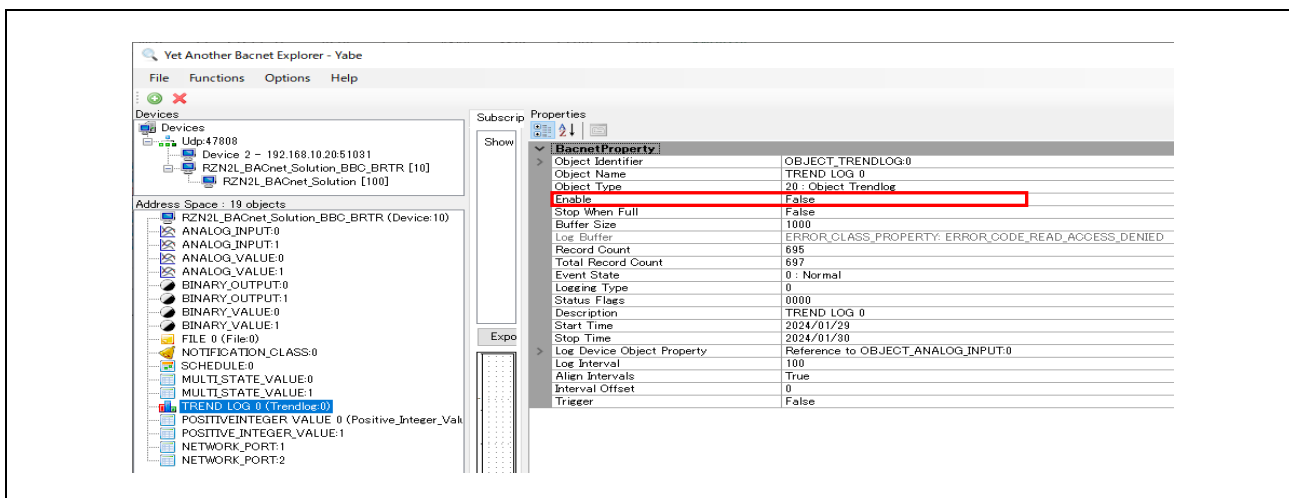 Yet Another Bacnet Explorer - Yabe
File Functions Options Help
Devices
Devices
Udp:47808
Device 2 - 192.168.10.20:51031
RZN2L_BACnet_Solution_BBC_BRTR [10]
RZN2L_BACnet_Solution [100]
Address Space : 19 objects
RZN2L_BACnet_Solution_BBC_BRTR (Device:10)
ANALOG_INPUT:0
ANALOG_INPUT:1
ANALOG_VALUE:0
ANALOG_VALUE:1
BINARY_OUTPUT:0
BINARY_OUTPUT:1
BINARY_VALUE:0
BINARY_VALUE:1
FILE 0 (File:0)
NOTIFICATION_CLASS:0
SCHEDULE:0
MULTI_STATE_VALUE:0
MULTI_STATE_VALUE:1
TREND LOG 0 (Trendlog:0)
POSITIVEINTEGER VALUE 0 (Positive_Integer_Valu
POSITIVE_INTEGER_VALUE:1
NETWORK_PORT:1
NETWORK_PORT:2
Subscrip
Show
Expo
Properties
BacnetProperty
Object Identifier OBJECT_TRENDLOG:0
Object Name TREND LOG 0
Object Type 20 : Object Trendlog
Enable False
Stop When Full False
Buffer Size 1000
Log Buffer ERROR_CLASS_PROPERTY: ERROR_CODE_READ_ACCESS_DENIED
Record Count 695
Total Record Count 697
Event State 0 : Normal
Logging Type 0
Status Flags 0000
Description TREND LOG 0
Start Time 2024/01/29
Stop Time 2024/01/30
Log Device Object Property Reference to OBJECT_ANALOG_INPUT:0
Log Interval 100
Align Intervals True
Interval Offset 0
Trigger False